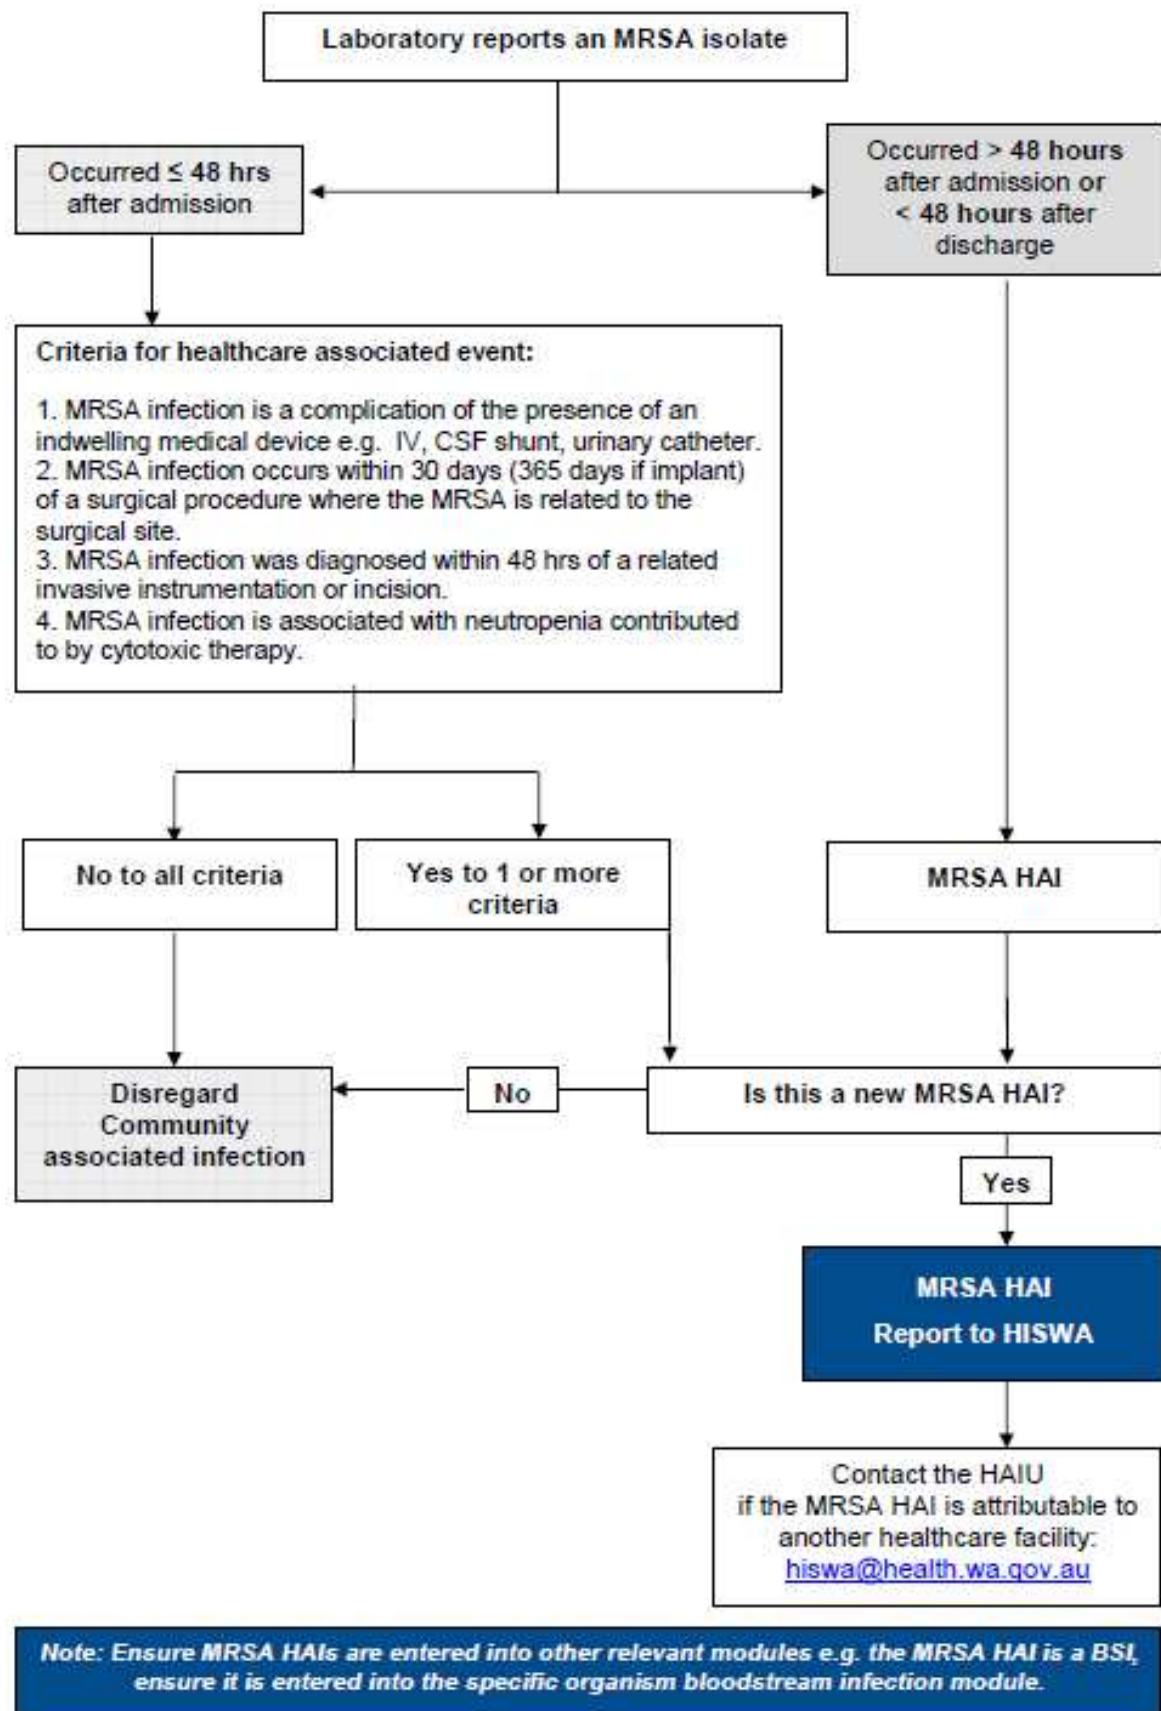 Laboratory reports an MRSA isolate
Occurred ≤ 48 hrs
after admission
Occurred > 48 hours
after admission or
< 48 hours after
discharge
Criteria for healthcare associated event:
1. MRSA infection is a complication of the presence of an
indwelling medical device e.g. IV, CSF shunt, urinary catheter.
2. MRSA infection occurs within 30 days (365 days if implant)
of a surgical procedure where the MRSA is related to the
surgical site.
3. MRSA infection was diagnosed within 48 hrs of a related
invasive instrumentation or incision.
4. MRSA infection is associated with neutropenia contributed
to by cytotoxic therapy.
No to all criteria
Yes to 1 or more
criteria
MRSA HAI
Disregard
Community
associated infection
No
Is this a new MRSA HAI?
Yes
MRSA HAI
Report to HISWA
Contact the HAIU
if the MRSA HAI is attributable to
another healthcare facility:
hiswa@health.wa.gov.au
Note: Ensure MRSA HAIs are entered into other relevant modules e.g. the MRSA HAI is a BSI,
ensure it is entered into the specific organism bloodstream infection module.